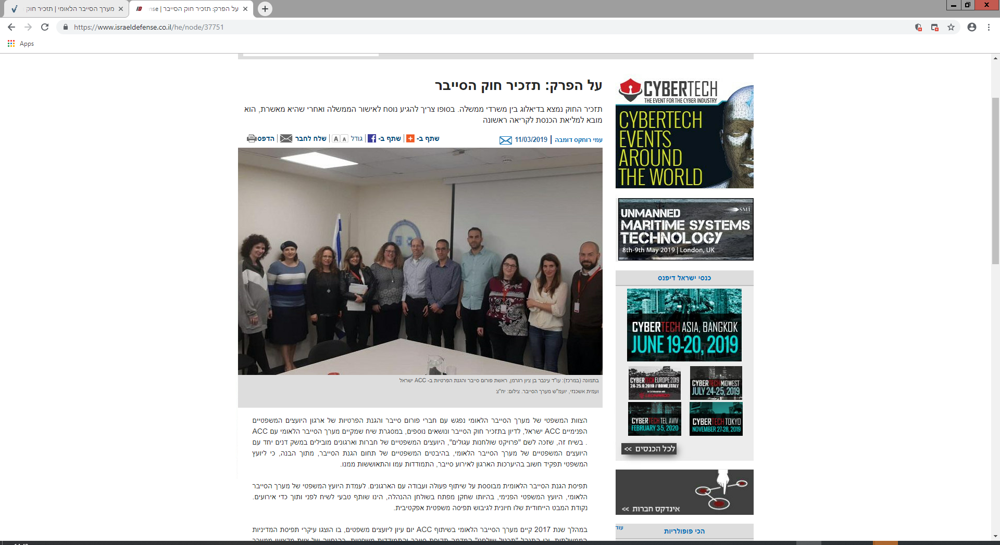 מערך הסייבר הלאומי | תזכיר חוק
על הפרק: תזכיר חוק הסייבר | nse
https://www.israeldefense.co.il/he/node/37751
Apps
על הפרק: תזכיר חוק הסייבר
תזכיר החוק נמצא בדיאלוג בין משרדי ממשלה. בסופו צריך להגיע נוסח לאישור הממשלה ואחרי שהיא מאשרת, הוא
מובא למליאת הכנסת לקריאה ראשונה
עמי רוחקס דומבה | 11/03/2019
שתף ב- | שתף ב- | גודל A A | שלח לחבר | הדפס
בתמונה (במרכז): עו"ד עינבר בן ציון רגרמן, ראשת פורום סייבר והגנת הפרטיות ב- ACC ישראל
ועמית אשכנזי, יועמ"ש מערך הסייבר. צילום: יח"צ
הצוות המשפטי של מערך הסייבר הלאומי נפגש עם חברי פורום סייבר והגנת הפרטיות של ארגון היועצים המשפטיים
הפנימיים ACC ישראל, לדיון בתזכיר חוק הסייבר ונושאים נוספים, במסגרת שיח שמקיים מערך הסייבר הלאומי עם ACC
. בשיח זה, שזכה לשם "פרויקט שולחנות עגולים", היועצים המשפטיים של חברות וארגונים מובילים במשק דנים יחד עם
היועצים המשפטיים של מערך הסייבר הלאומי, בהיבטים המשפטיים של תחום הגנת הסייבר, מתוך הבנה, כי ליועץ
המשפטי תפקיד חשוב בהיערכות הארגון לאירוע סייבר, התמודדות עמו והתאוששות ממנו.
תפיסת הגנת הסייבר הלאומית מבוססת על שיתוף פעולה ועבודה עם הארגונים. לעמדת היועץ המשפטי של מערך הסייבר
הלאומי, היועץ המשפטי הפנימי, בהיותו שחקן מפתח בשולחן ההנהלה, הינו שותף טבעי לשיח לפני ותוך כדי אירועים.
נקודת המבט הייחודית שלו חיונית לגיבוש תפיסה משפטית אפקטיבית.
במהלך שנת 2017 קיים מערך הסייבר הלאומי בשיתוף ACC יום עיון ליועצים משפטים, בו הוצגו עיקרי תפיסת המדיניות
CYBERTECH
THE EVENT FOR THE CYBER INDUSTRY
CYBERTECH
EVENTS
AROUND
THE WORLD
SMi
UNMANNED
MARITIME SYSTEMS
TECHNOLOGY
8th-9th May 2019 | London, UK
כנסי ישראל דיפנס
CYBERTECH ASIA, BANGKOK
JUNE 19-20, 2019
CYBERTECH EUROPE 2019
24-25.9.2019 // ROME, ITALY
LEONARDO
CYBERTECH MIDWEST
JULY 24-25, 2019
CYBERTECH TEL AVIV
FEBRUARY 3-5, 2020
CYBERTECH TOKYO
NOVEMBER 27-28, 2019
לכל הכנסים >>
אינדקס חברות >>
הכי פופולריות
עוד